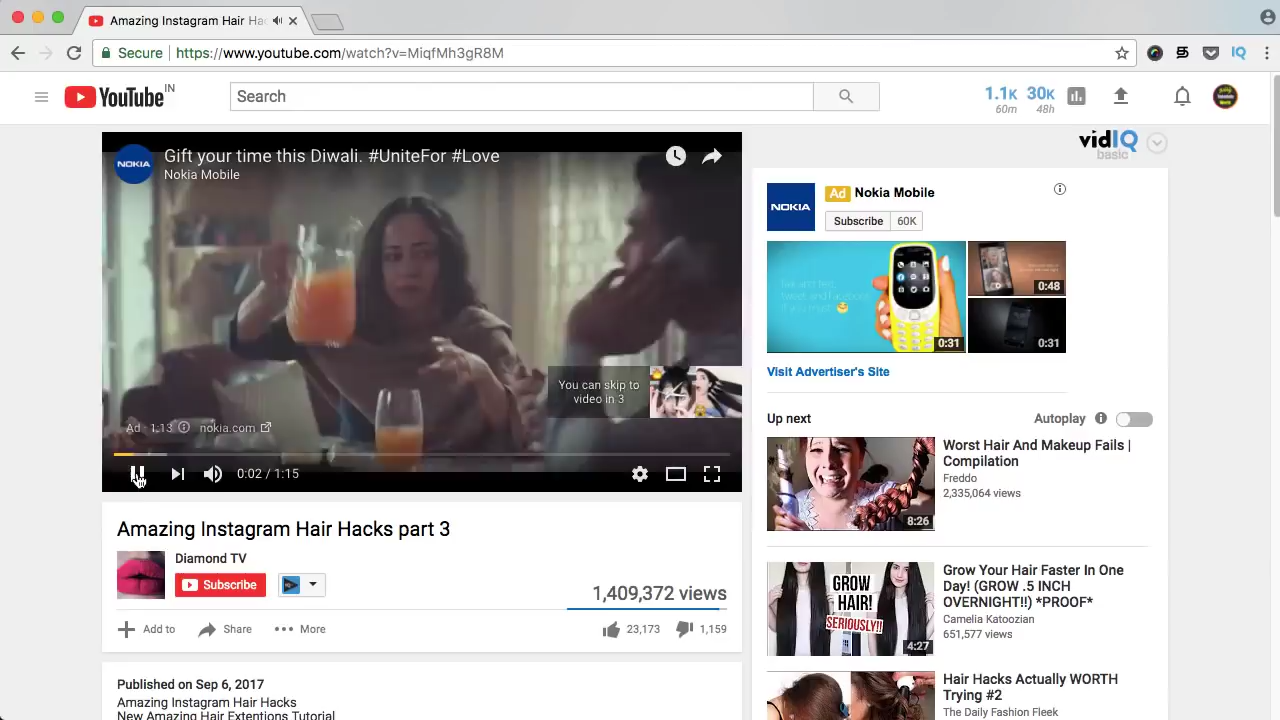 Amazing Instagram Hair Ha
Secure
https://www.youtube.com/watch?v=MiqfMh3gR8M
IQ
YouTube IN
Search
1.1K 60m
30K 48h
NOKIA
Gift your time this Diwali. #UniteFor #Love
Nokia Mobile
You can skip to
video in 3
Ad · 1:13
nokia.com
0:02 / 1:15
Amazing Instagram Hair Hacks part 3
Diamond TV
Subscribe
1,409,372 views
Add to
Share
More
23,173
1,159
Published on Sep 6, 2017
Amazing Instagram Hair Hacks
New Amazing Hair Extentions Tutorial
vidIQ
basic
NOKIA
Ad Nokia Mobile
Subscribe 60K
0:31
0:48
0:31
Visit Advertiser's Site
Up next
Autoplay
8:26
Worst Hair And Makeup Fails |
Compilation
Freddo
2,335,064 views
GROW
HAIR!
SERIOUSLY!!
4:27
Grow Your Hair Faster In One
Day! (GROW .5 INCH
OVERNIGHT!!) *PROOF*
Camelia Katoozian
651,577 views
Hair Hacks Actually WORTH
Trying #2
The Daily Fashion Fleek